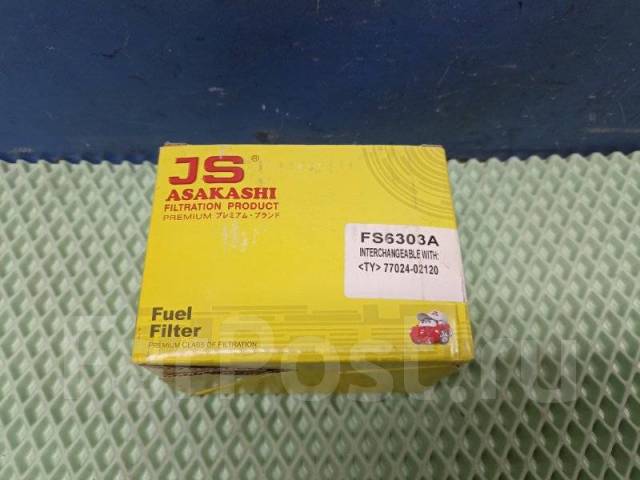 JS®
ASAKASHI
FILTRATION PRODUCT
PREMIUM プレミアム・ブランド
FS6303A
INTERCHANGEABLE WITH:
<TY> 77024-02120
Fuel
Filter
PREMIUM CLASS OF FILTRATION